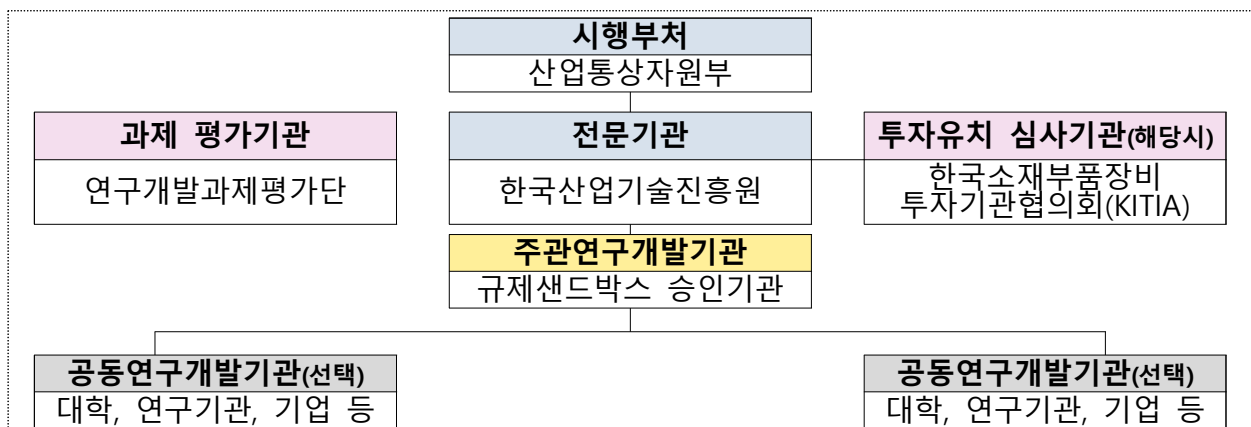 시행부처
산업통상자원부
과제 평가기관
연구개발과제평가단
전문기관
한국산업기술진흥원
투자유치 심사기관(해당시)
한국소재부품장비
투자기관협의회(KITIA)
주관연구개발기관
규제샌드박스 승인기관
공동연구개발기관(선택)
대학, 연구기관, 기업 등
공동연구개발기관(선택)
대학, 연구기관, 기업 등